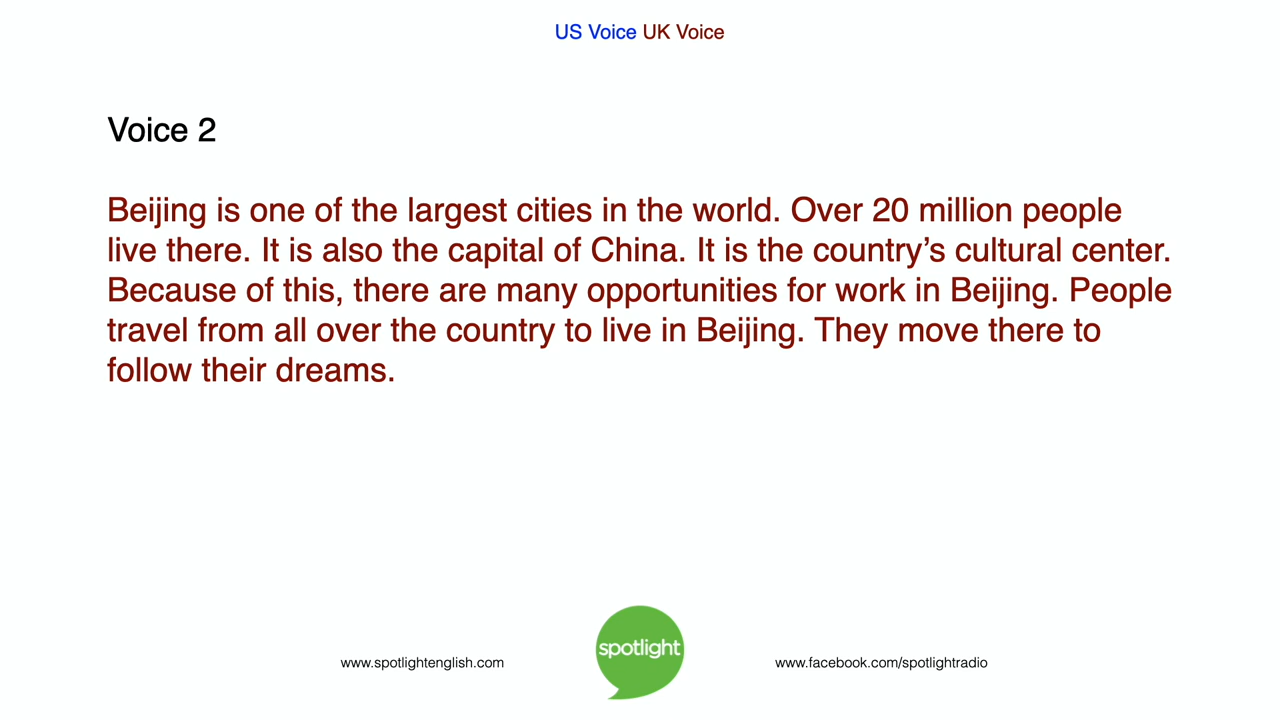 US Voice UK Voice
Voice 2
Beijing is one of the largest cities in the world. Over 20 million people
live there. It is also the capital of China. It is the country’s cultural center.
Because of this, there are many opportunities for work in Beijing. People
travel from all over the country to live in Beijing. They move there to
follow their dreams.
www.spotlightenglish.com
spotlight
www.facebook.com/spotlightradio